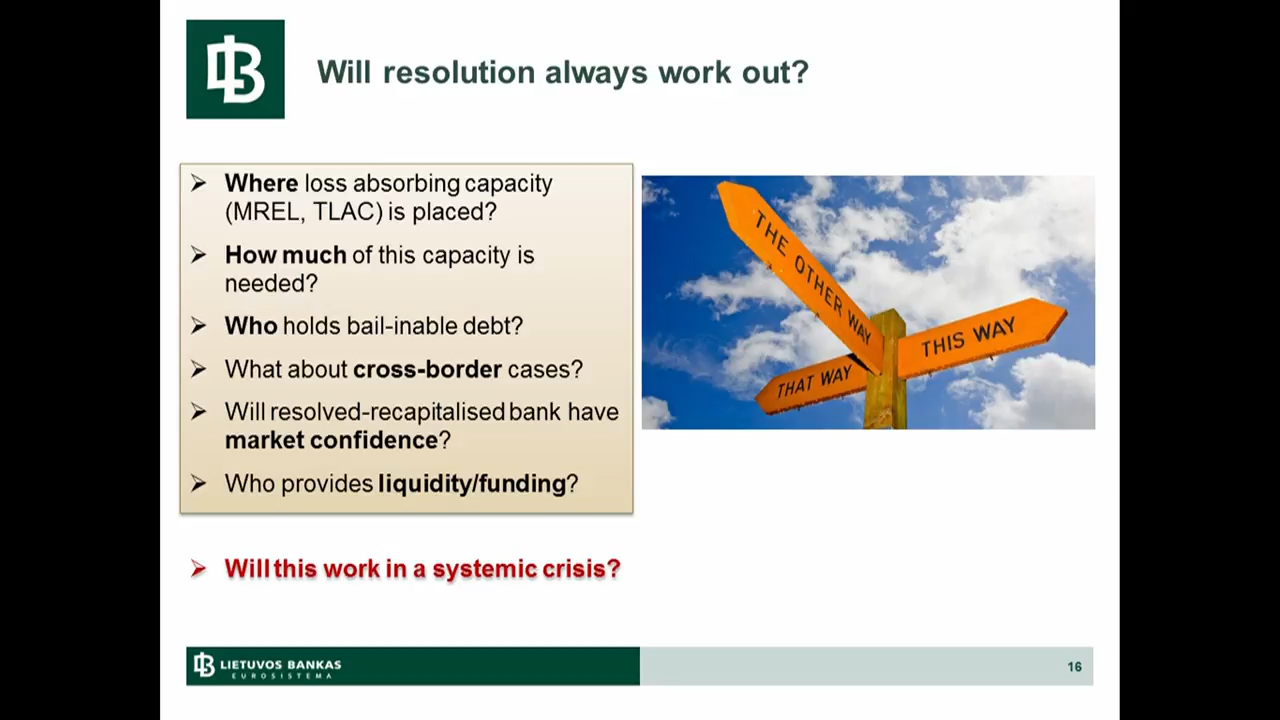 Will resolution always work out?
Where loss absorbing capacity
(MREL, TLAC) is placed?
How much of this capacity is
needed?
Who holds bail-inable debt?
What about cross-border cases?
Will resolved-recapitalised bank have
market confidence?
Who provides liquidity/funding?
THE OTHER WAY
THIS WAY
THAT WAY
Will this work in a systemic crisis?
LIETUVOS BANKAS
EUROSISTEMA
16